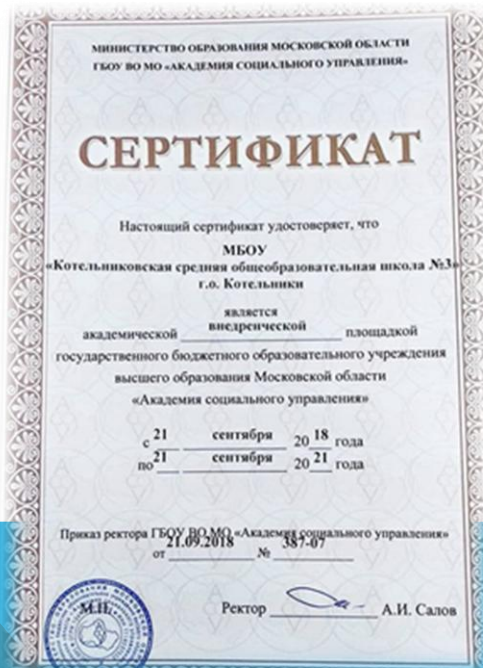 МИНИСТЕРСТВО ОБРАЗОВАНИЯ МОСКОВСКОЙ ОБЛАСТИ
ГБОУ ВО МО «АКАДЕМИЯ СОЦИАЛЬНОГО УПРАВЛЕНИЯ»
СЕРТИФИКАТ
Настоящий сертификат удостоверяет, что
МБОУ
«Котельниковская средняя общеобразовательная школа №3»
г.о. Котельники
является
академической внедренческой площадкой
государственного бюджетного образовательного учреждения
высшего образования Московской области
«Академия социального управления»
с 21 сентября 20 18 года
по 21 сентября 20 21 года
Приказ ректора ГБОУ ВО МО «Академия социального управления»
от 21.09.2018 № 387-07
М.П. Ректор А.И. Салов